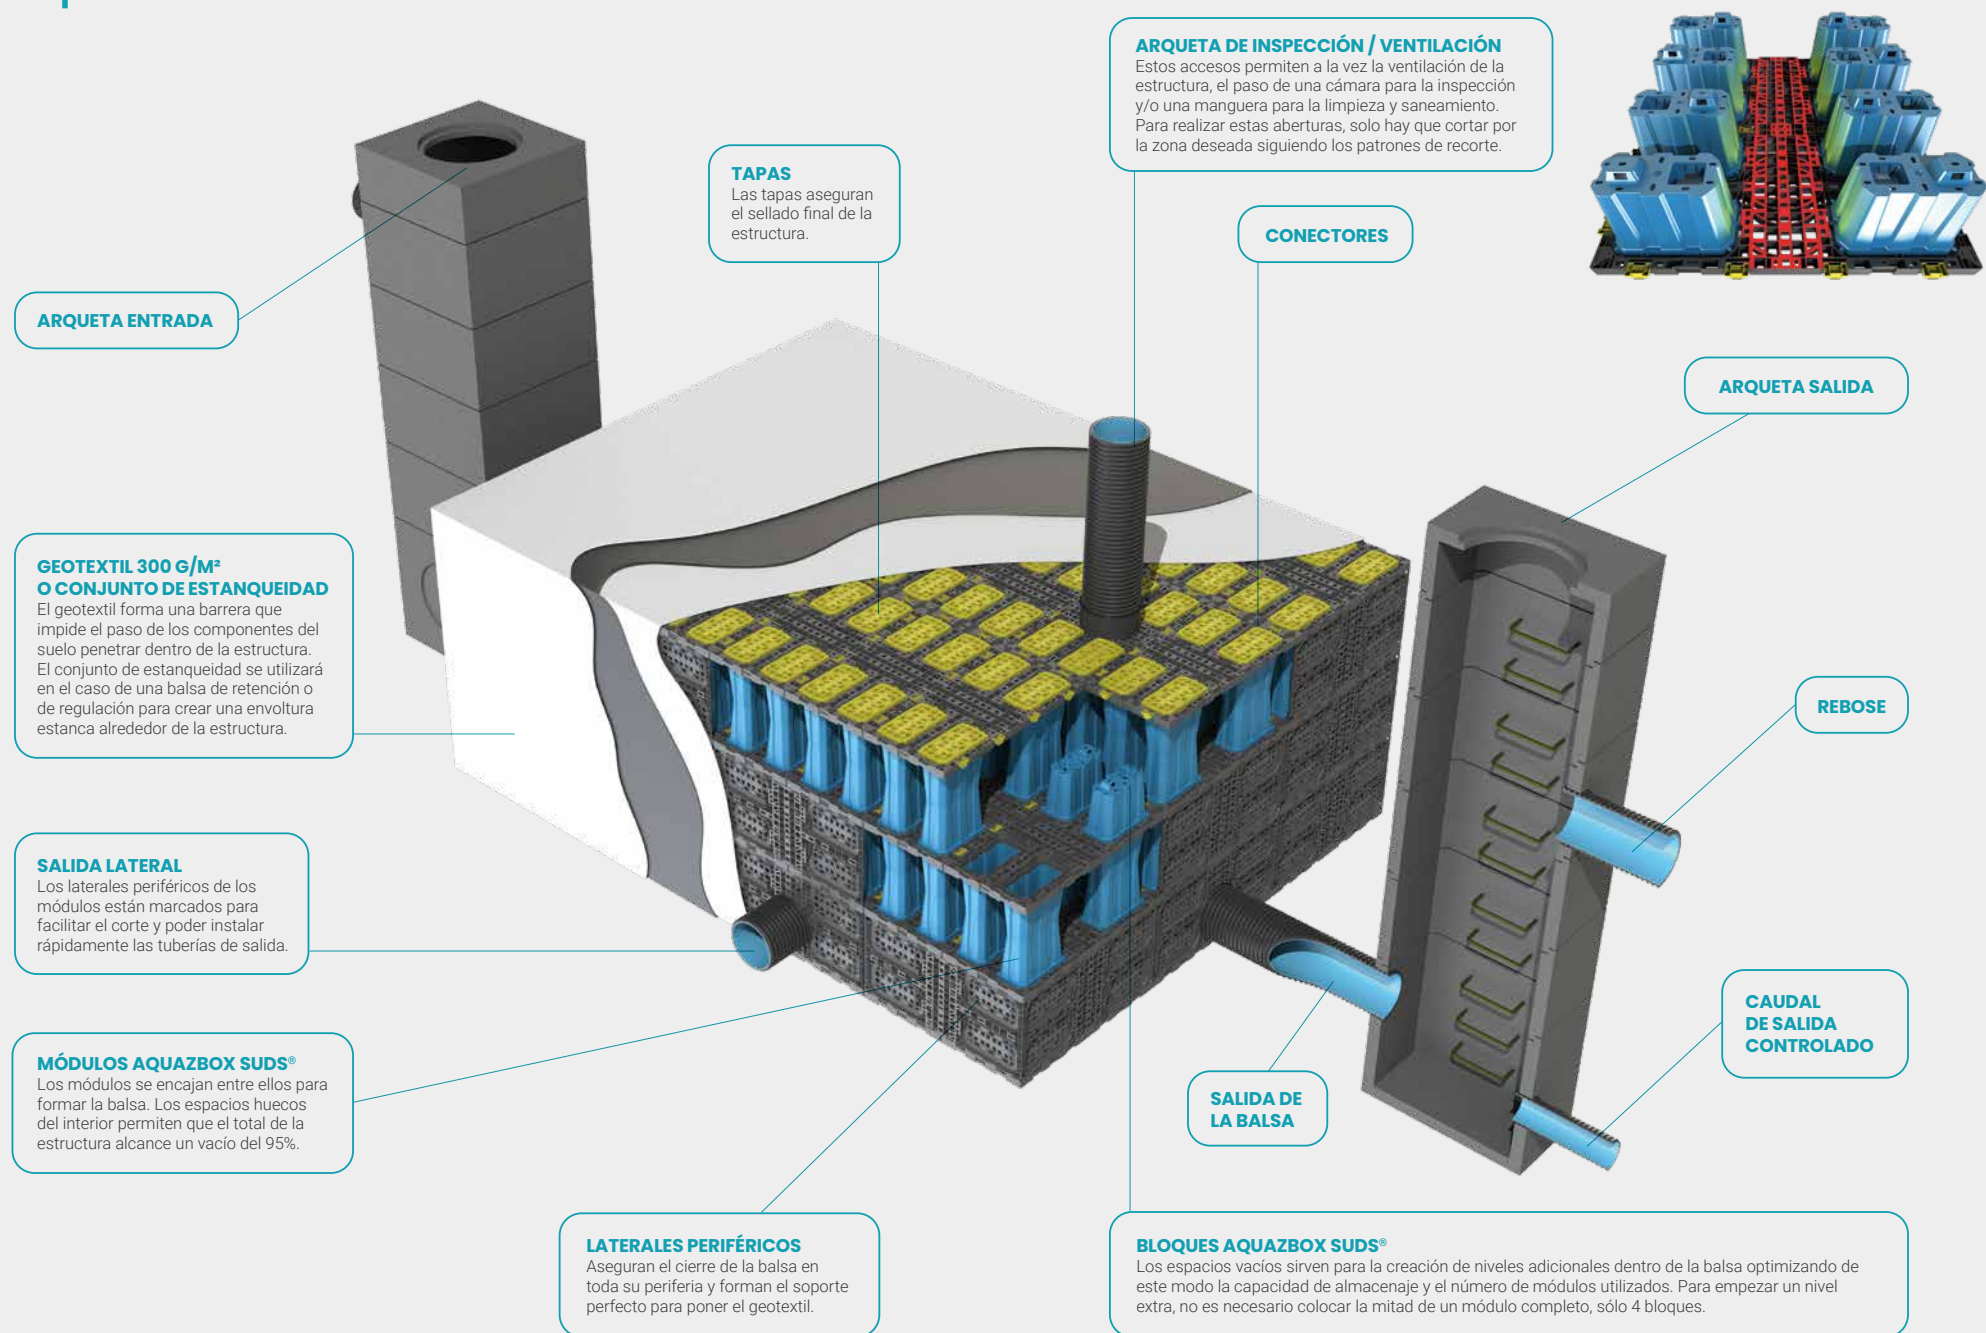 ARQUETA DE INSPECCIÓN / VENTILACIÓN
Estos accesos permiten a la vez la ventilación de la
estructura, el paso de una cámara para la inspección
y/o una manguera para la limpieza y saneamiento.
Para realizar estas aberturas, solo hay que cortar por
la zona deseada siguiendo los patrones de recorte.
TAPAS
Las tapas aseguran
el sellado final de la
estructura.
CONECTORES
ARQUETA ENTRADA
ARQUETA SALIDA
GEOTEXTIL 300 G/M²
O CONJUNTO DE ESTANQUEIDAD
El geotextil forma una barrera que
impide el paso de los componentes del
suelo penetrar dentro de la estructura.
El conjunto de estanqueidad se utilizará
en el caso de una balsa de retención o
de regulación para crear una envoltura
estanca alrededor de la estructura.
REBOSE
SALIDA LATERAL
Los laterales periféricos de los
módulos están marcados para
facilitar el corte y poder instalar
rápidamente las tuberías de salida.
CAUDAL
DE SALIDA
CONTROLADO
MÓDULOS AQUAZBOX SUDS®
Los módulos se encajan entre ellos para
formar la balsa. Los espacios huecos
del interior permiten que el total de la
estructura alcance un vacío del 95%.
SALIDA DE
LA BALSA
LATERALES PERIFÉRICOS
Aseguran el cierre de la balsa en
toda su periferia y forman el soporte
perfecto para poner el geotextil.
BLOQUES AQUAZBOX SUDS®
Los espacios vacíos sirven para la creación de niveles adicionales dentro de la balsa optimizando de
este modo la capacidad de almacenaje y el número de módulos utilizados. Para empezar un nivel
extra, no es necesario colocar la mitad de un módulo completo, sólo 4 bloques.